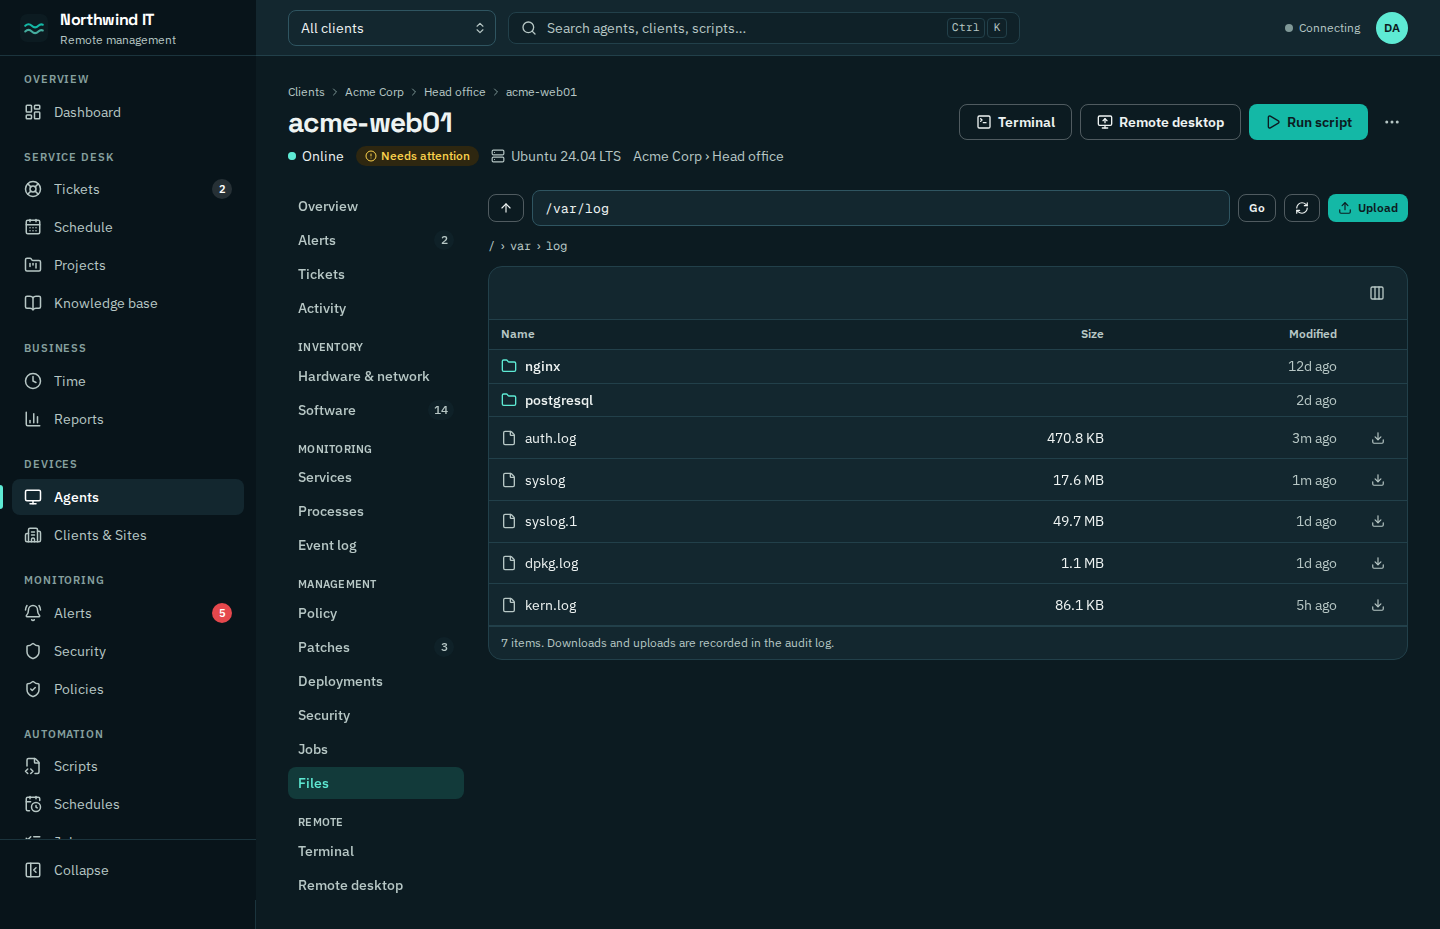 Northwind IT
Remote management
OVERVIEW
Dashboard
SERVICE DESK
Tickets 2
Schedule
Projects
Knowledge base
BUSINESS
Time
Reports
DEVICES
Agents
Clients & Sites
MONITORING
Alerts 5
Security
Policies
AUTOMATION
Scripts
Schedules
Collapse
All clients
Search agents, clients, scripts... Ctrl K
Connecting
DA
Clients > Acme Corp > Head office > acme-web01
acme-web01
Online Needs attention Ubuntu 24.04 LTS Acme Corp › Head office
Terminal Remote desktop Run script
Overview
Alerts 2
Tickets
Activity
INVENTORY
Hardware & network
Software 14
MONITORING
Services
Processes
Event log
MANAGEMENT
Policy
Patches 3
Deployments
Security
Jobs
Files
REMOTE
Terminal
Remote desktop
/var/log Go Upload
/ › var › log
Name Size Modified
nginx 12d ago
postgresql 2d ago
auth.log 470.8 KB 3m ago
syslog 17.6 MB 1m ago
syslog.1 49.7 MB 1d ago
dpkg.log 1.1 MB 1d ago
kern.log 86.1 KB 5h ago
7 items. Downloads and uploads are recorded in the audit log.